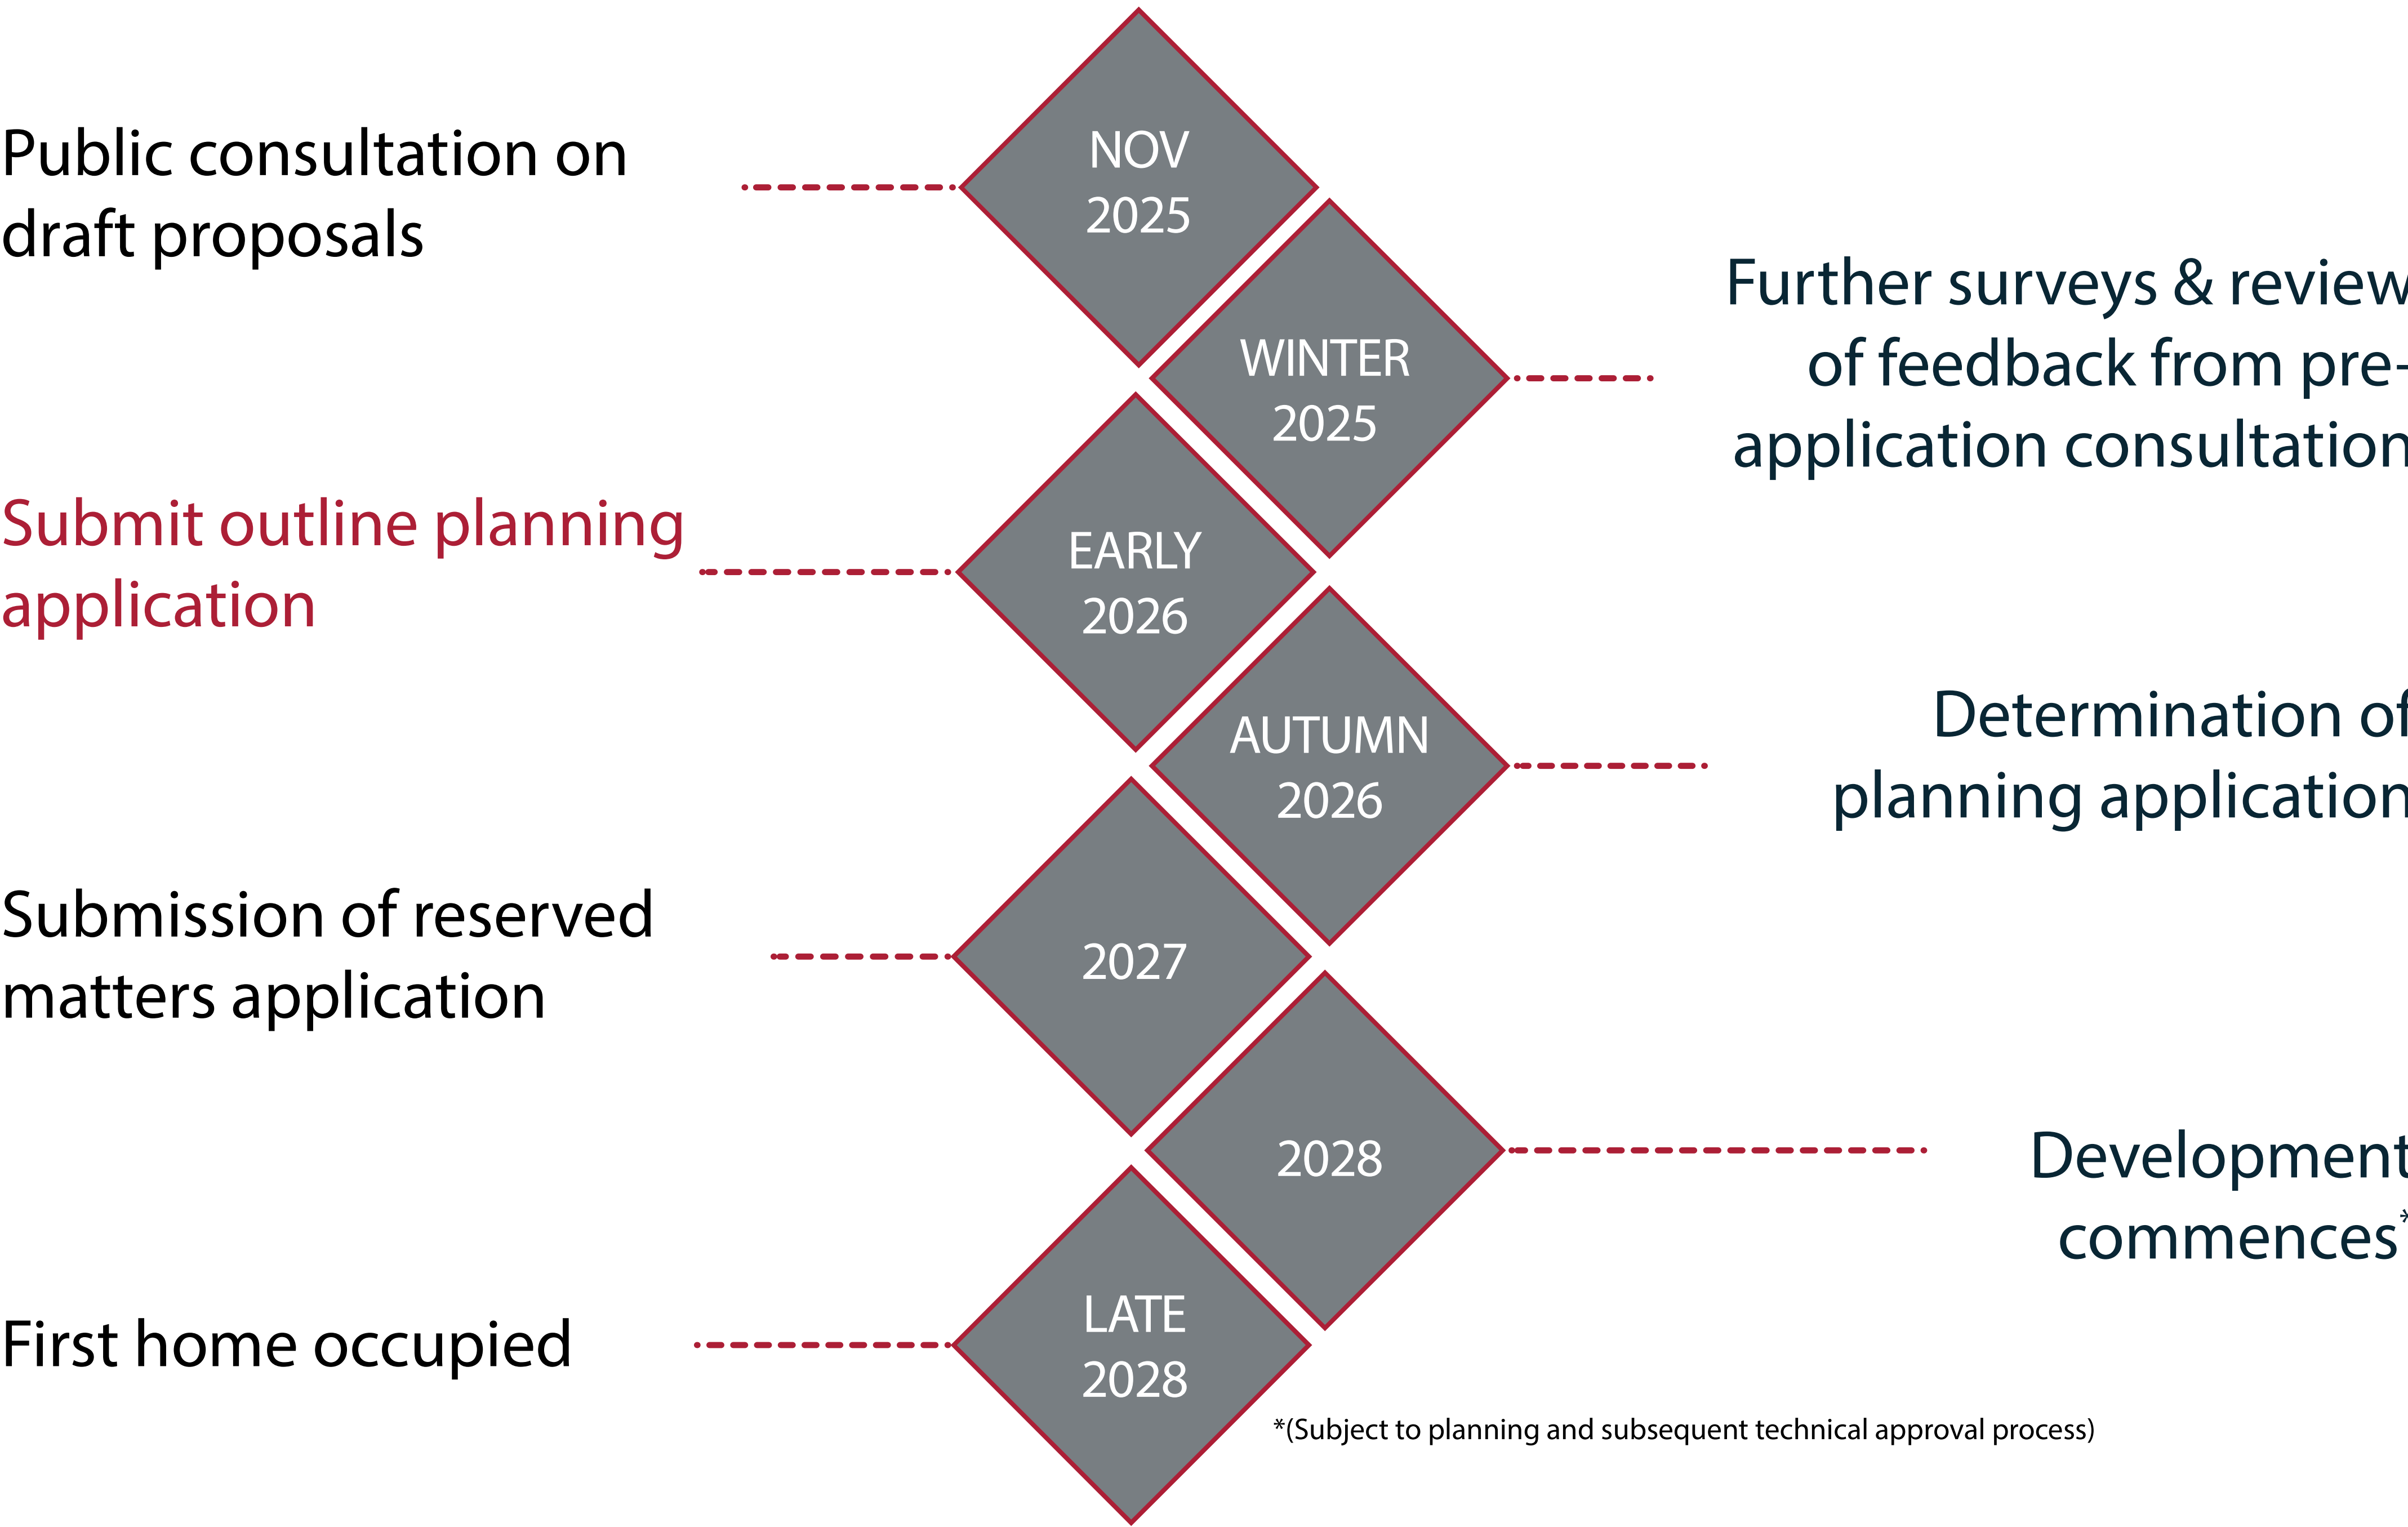 Public consultation on
draft proposals
NOV
2025
WINTER
2025
Further surveys & review
of feedback from pre-
application consultation
Submit outline planning
application
EARLY
2026
AUTUMN
2026
Determination of
planning application
Submission of reserved
matters application
2027
2028
Development
commences*
First home occupied
LATE
2028
*(Subject to planning and subsequent technical approval process)